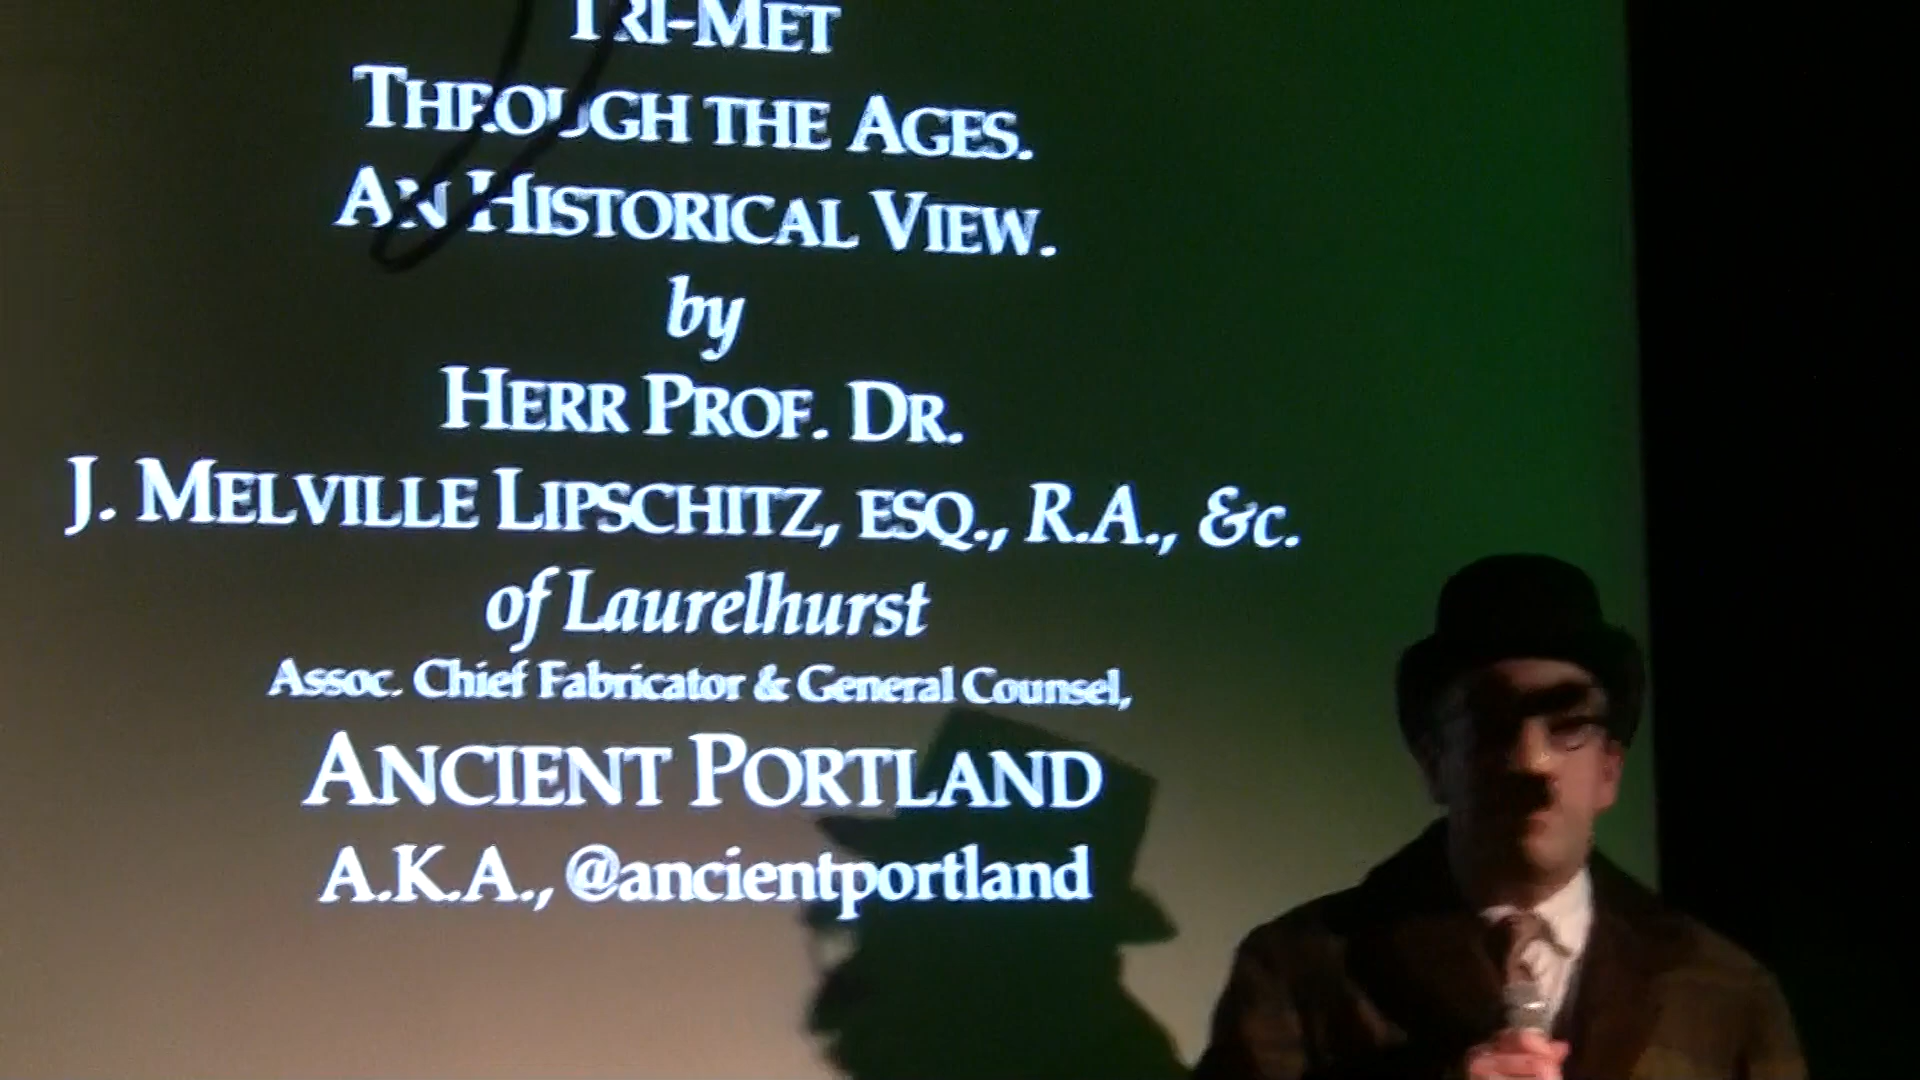 TRI-MET
THROUGH THE AGES.
AN HISTORICAL VIEW.
by
HERR PROF. DR.
J. MELVILLE LIPSCHITZ, ESQ., R.A., &c.
of Laurelhurst
Assoc. Chief Fabricator & General Counsel,
ANCIENT PORTLAND
A.K.A., @ancientportland